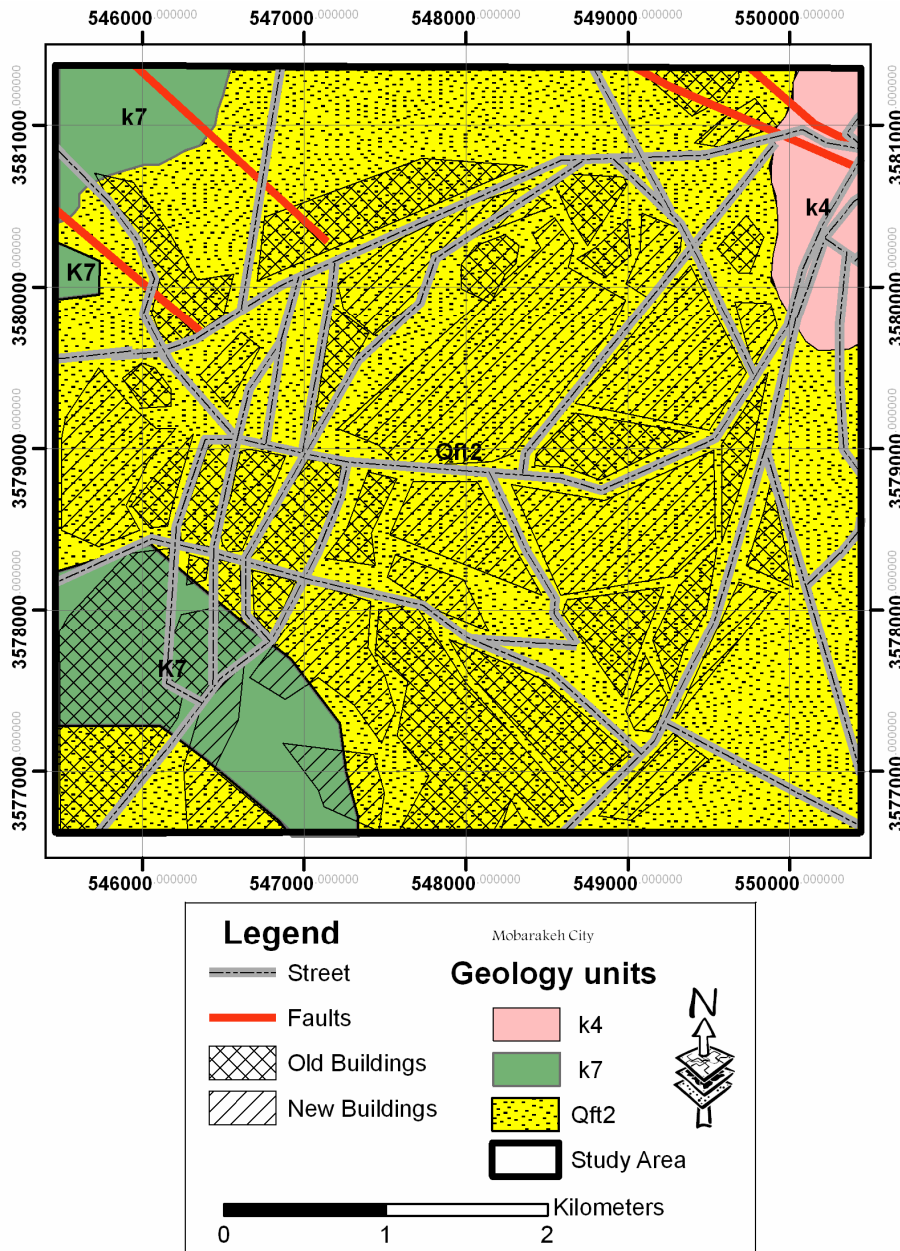 546000.000000 547000.000000 548000.000000 549000.000000 550000.000000
3581000.000000
3580000.000000
3579000.000000
3578000.000000
3577000.000000
k7
K7
k4
Qft2
K7
3581000.000000
3580000.000000
3579000.000000
3578000.000000
3577000.000000
546000.000000 547000.000000 548000.000000 549000.000000 550000.000000
Legend
Street
Faults
Old Buildings
New Buildings
Mobarakeh City
Geology units
k4
k7
Qft2
Study Area
N
Kilometers
0 1 2